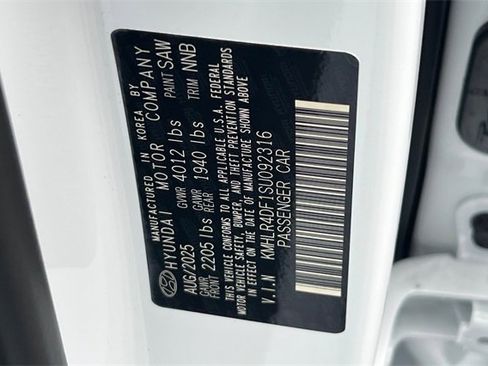 MANUFACTURED IN KOREA FEY
HYUNDAI MOTOR COMPANY
AUG/2025 GVWR 4012 lbs PAINT SAW
GAWR FRONT 2205 lbs GAWR REAR 1940 lbs TRIM NNB
THIS VEHICLE CONFORMS TO ALL APPLICABLE U.S.A. FEDERAL
MOTOR VEHICLE SAFETY, BUMPER, AND THEFT PREVENTION STANDARDS
IN EFFECT ON THE DATE OF MANUFACTURE SHOWN ABOVE
V.I.N KMHLR4DF1SU092316
PASSENGER CAR